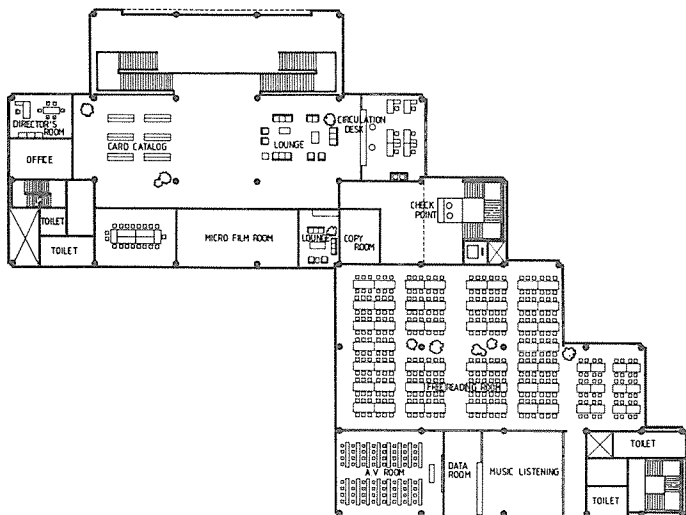 DIRECTOR'S
ROOM
CIRCULATION
DESK
CARD CATALOG
LOUNGE
OFFICE
TOILET
TOILET
MICRO FILM ROOM
LOUNGE
COPY
ROOM
CHECK
POINT
FREE READING ROOM
A V ROOM
DATA
ROOM
MUSIC LISTENING
TOILET
TOILET